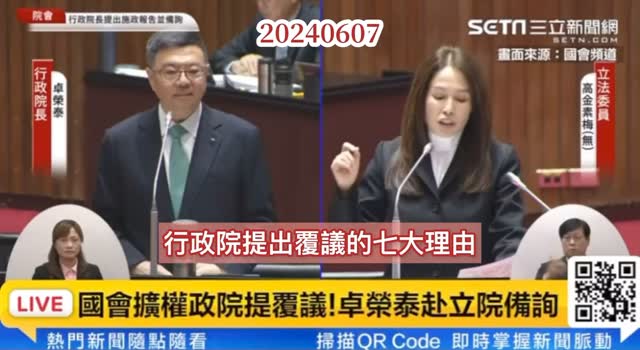 院會
行政院長提出施政報告並備詢
20240607
SETN三立新聞網
SETN.COM
畫面來源：國會頻道
行政院長
卓榮泰
立法委員
高金素梅(無)
行政院提出覆議的七大理由
LIVE
國會擴權政院提覆議!卓榮泰赴立院備詢
熱門新聞隨點隨看
掃描QR Code 即時掌握新聞脈動